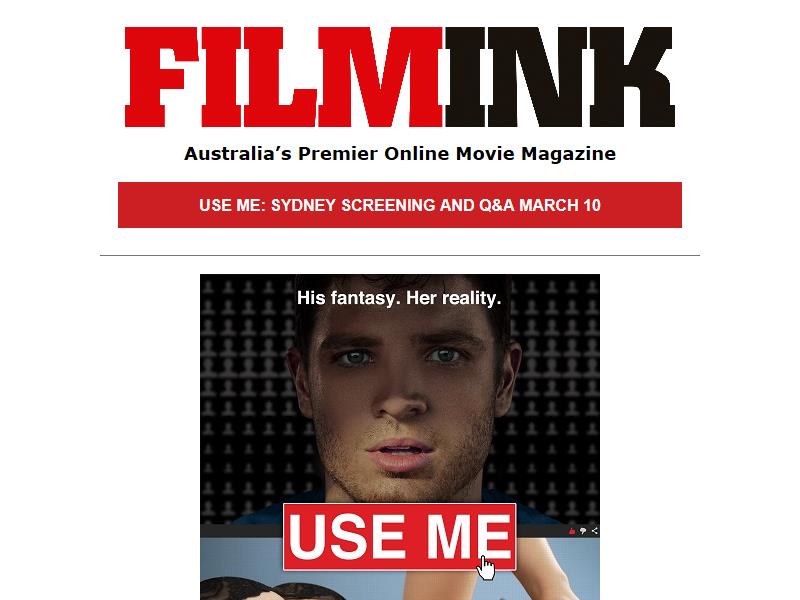 FILMINK
Australia’s Premier Online Movie Magazine
USE ME: SYDNEY SCREENING AND Q&A MARCH 10
His fantasy. Her reality.
USE ME